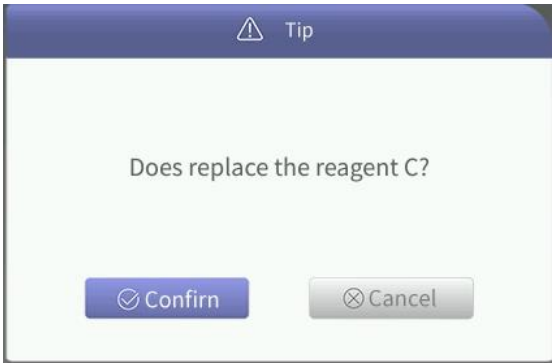 Tip
Does replace the reagent C?
Confirn
Cancel